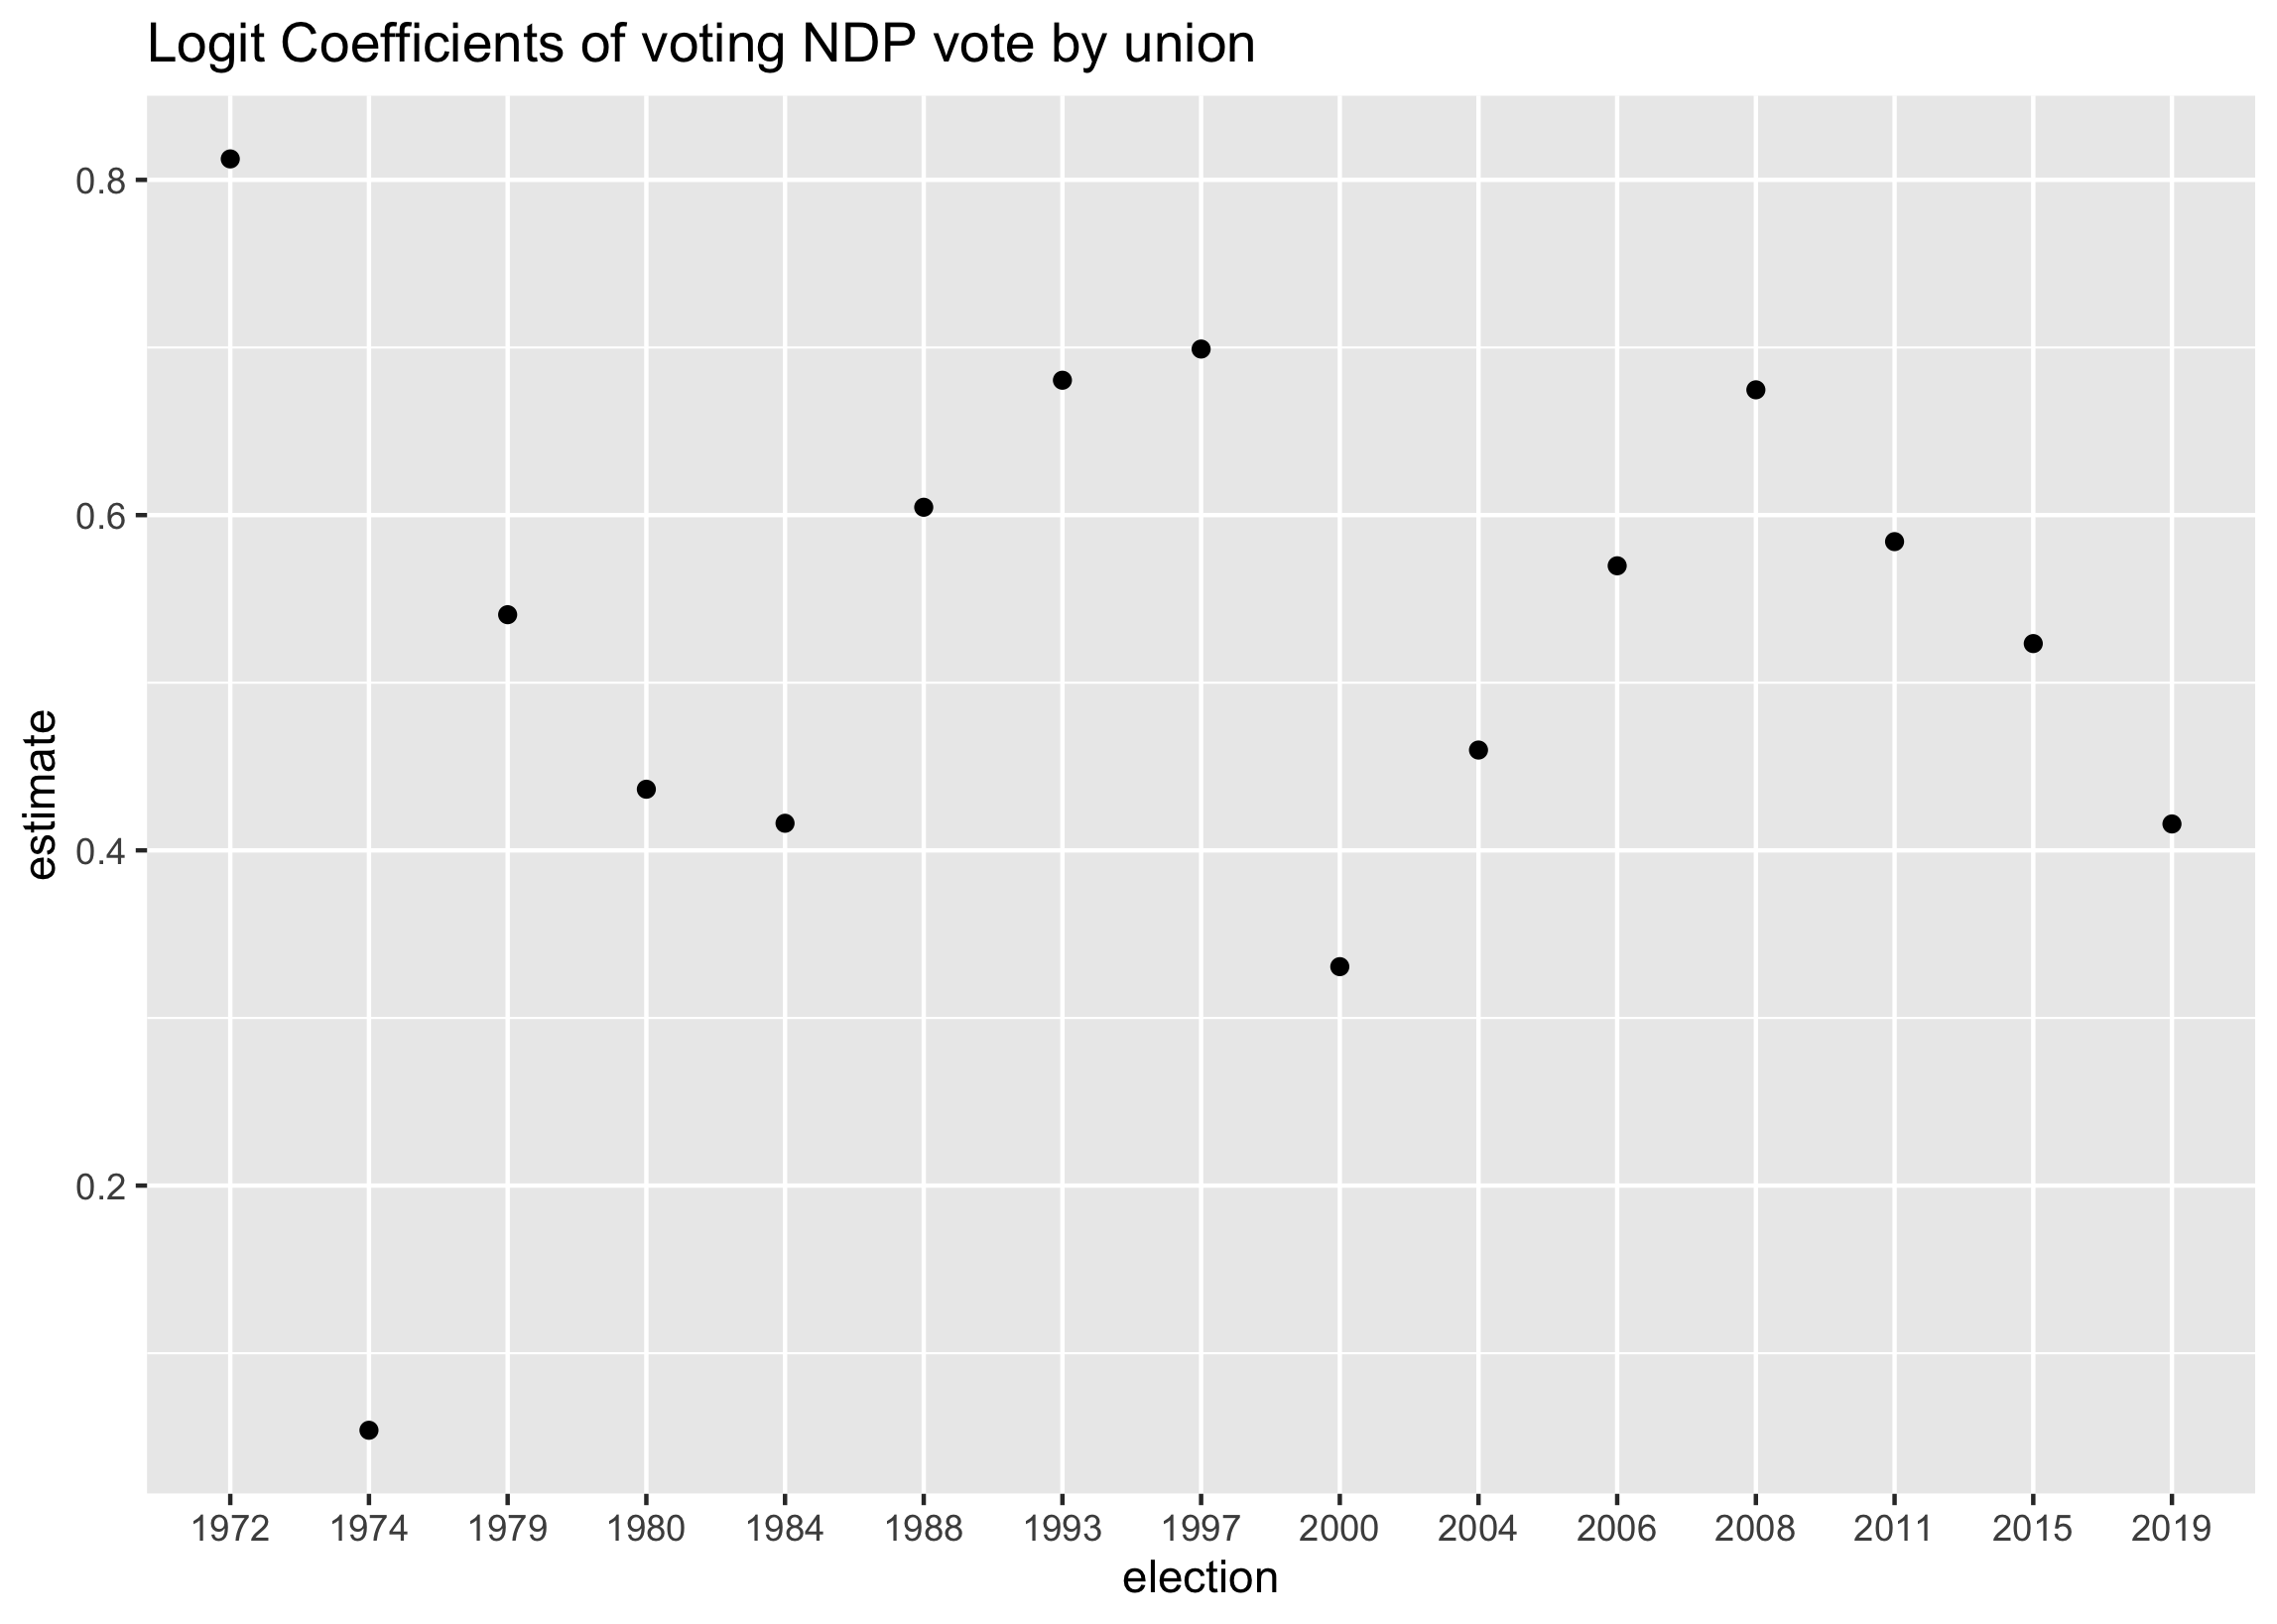 Logit Coefficients of voting NDP vote by union
estimate
0.8
0.6
0.4
0.2
1972 1974 1979 1980 1984 1988 1993 1997 2000 2004 2006 2008 2011 2015 2019
election